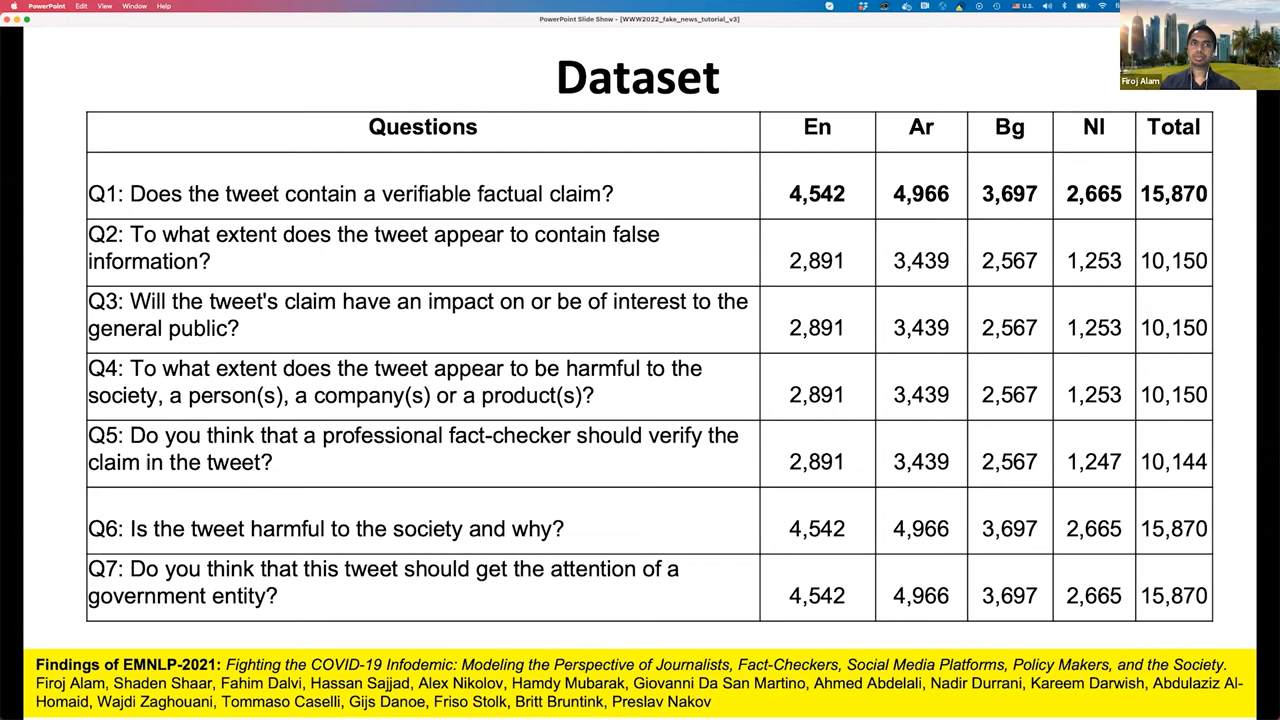 PowerPoint Edit View Window Help
U.S.
PowerPoint Slide Show - [WWW2022_fake_news_tutorial_v3]
Firoj Alam
Dataset
Questions En Ar Bg Nl Total
Q1: Does the tweet contain a verifiable factual claim? 4,542 4,966 3,697 2,665 15,870
Q2: To what extent does the tweet appear to contain false
information? 2,891 3,439 2,567 1,253 10,150
Q3: Will the tweet's claim have an impact on or be of interest to the
general public? 2,891 3,439 2,567 1,253 10,150
Q4: To what extent does the tweet appear to be harmful to the
society, a person(s), a company(s) or a product(s)? 2,891 3,439 2,567 1,253 10,150
Q5: Do you think that a professional fact-checker should verify the
claim in the tweet? 2,891 3,439 2,567 1,247 10,144
Q6: Is the tweet harmful to the society and why? 4,542 4,966 3,697 2,665 15,870
Q7: Do you think that this tweet should get the attention of a
government entity? 4,542 4,966 3,697 2,665 15,870
Findings of EMNLP-2021: Fighting the COVID-19 Infodemic: Modeling the Perspective of Journalists, Fact-Checkers, Social Media Platforms, Policy Makers, and the Society.
Firoj Alam, Shaden Shaar, Fahim Dalvi, Hassan Sajjad, Alex Nikolov, Hamdy Mubarak, Giovanni Da San Martino, Ahmed Abdelali, Nadir Durrani, Kareem Darwish, Abdulaziz Al-
Homaid, Wajdi Zaghouani, Tommaso Caselli, Gijs Danoe, Friso Stolk, Britt Bruntink, Preslav Nakov